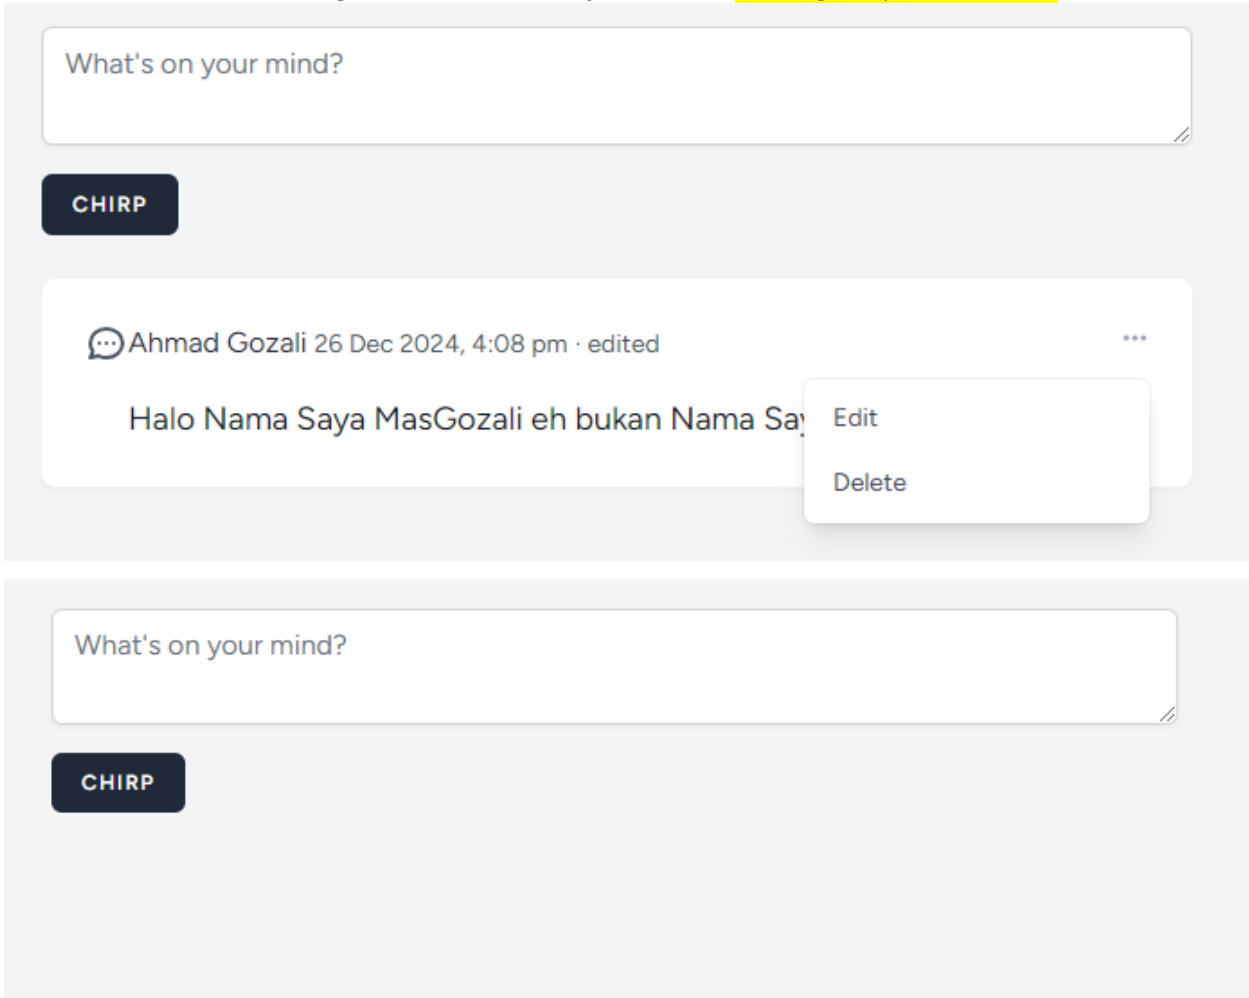 What's on your mind?
CHIRP
Ahmad Gozali 26 Dec 2024, 4:08 pm · edited
Halo Nama Saya MasGozali eh bukan Nama
Edit
Delete
What's on your mind?
CHIRP